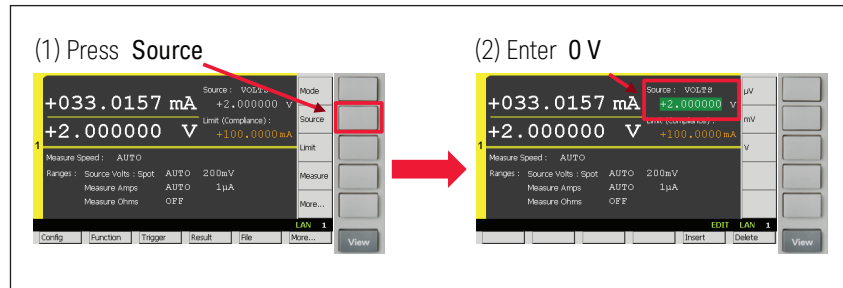 (1) Press Source
Source : VOLTS
Mode
+033.0157 mA
+2.000000 V
Source
Limit (Compliance) :
+2.000000 V
+100.0000mA
Limit
1
Measure Speed : AUTO
Ranges : Source Volts : Spot AUTO 200mV
Measure
Measure Amps AUTO 1µA
Measure Ohms OFF
More...
LAN 1
Config Function Trigger Result File More...
View
(2) Enter 0 V
Source : VOLTS
µV
+033.0157 mA
+2.000000 V
mV
Limit (Compliance) :
+2.000000 V
+100.0000mA
V
1
Measure Speed : AUTO
Ranges : Source Volts : Spot AUTO 200mV
Measure Amps AUTO 1µA
Measure Ohms OFF
EDIT LAN 1
Insert Delete
View